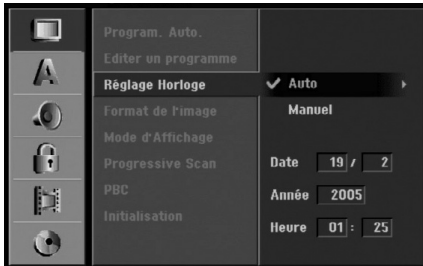 Program. Auto.
Editer un programme
Réglage Horloge
Format de l'image
Mode d'Affichage
Progressive Scan
PBC
Initialisation
✔ Auto
Manuel
Date 19 / 2
Année 2005
Heure 01 : 25